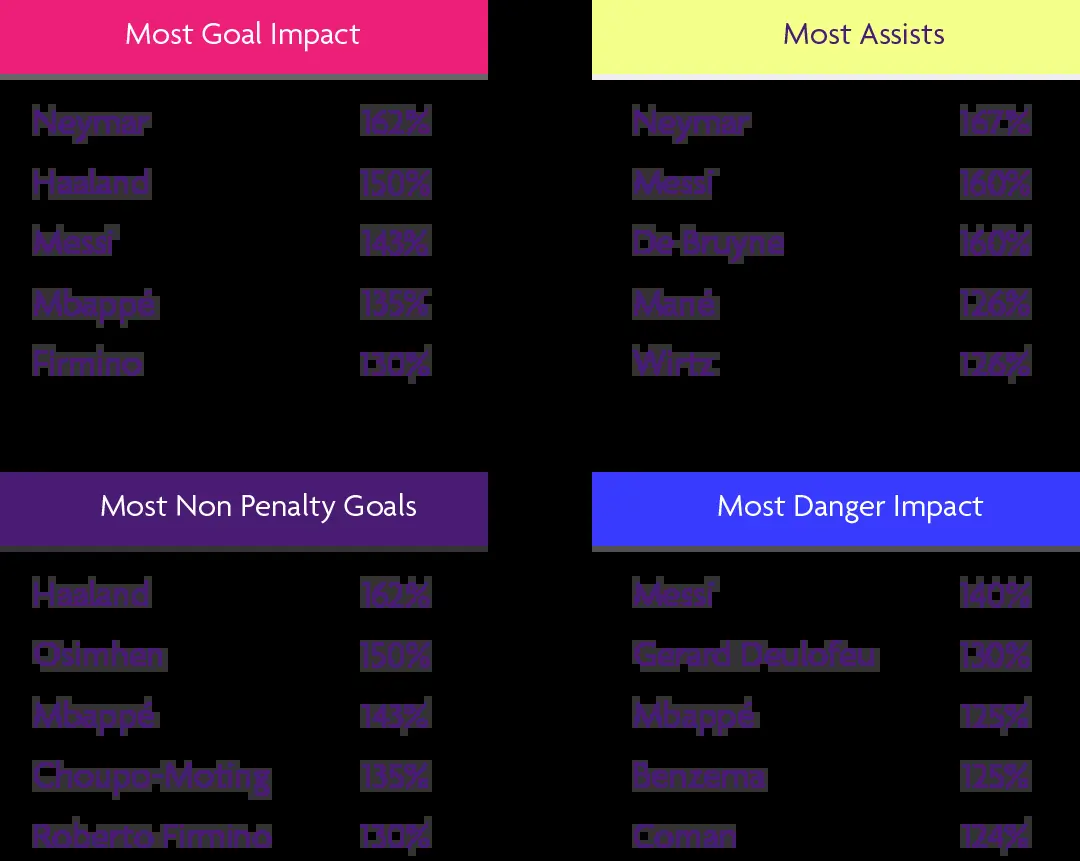 Most Goal Impact
Neymar 162%
Haaland 150%
Messi 143%
Mbappé 135%
Firmino 130%
Most Assists
Neymar 167%
Messi 160%
De Bruyne 160%
Mané 126%
Wirtz 126%
Most Non Penalty Goals
Haaland 162%
Osimhen 150%
Mbappé 143%
Choupo-Moting 135%
Roberto Firmino 130%
Most Danger Impact
Messi 140%
Gerard Deulofeu 130%
Mbappé 125%
Benzema 125%
Coman 124%